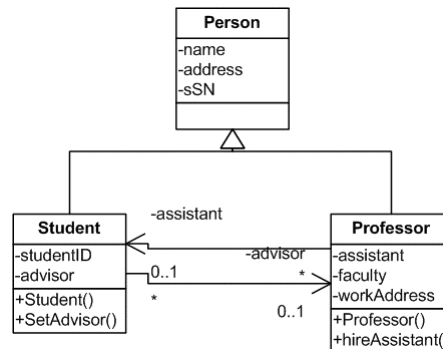 Person
-name
-address
-sSN
Student
-studentID
-advisor
+Student()
+SetAdvisor()
-assistant
-advisor
0..1
*
*
0..1
Professor
-assistant
-faculty
-workAddress
+Professor()
+hireAssistant(